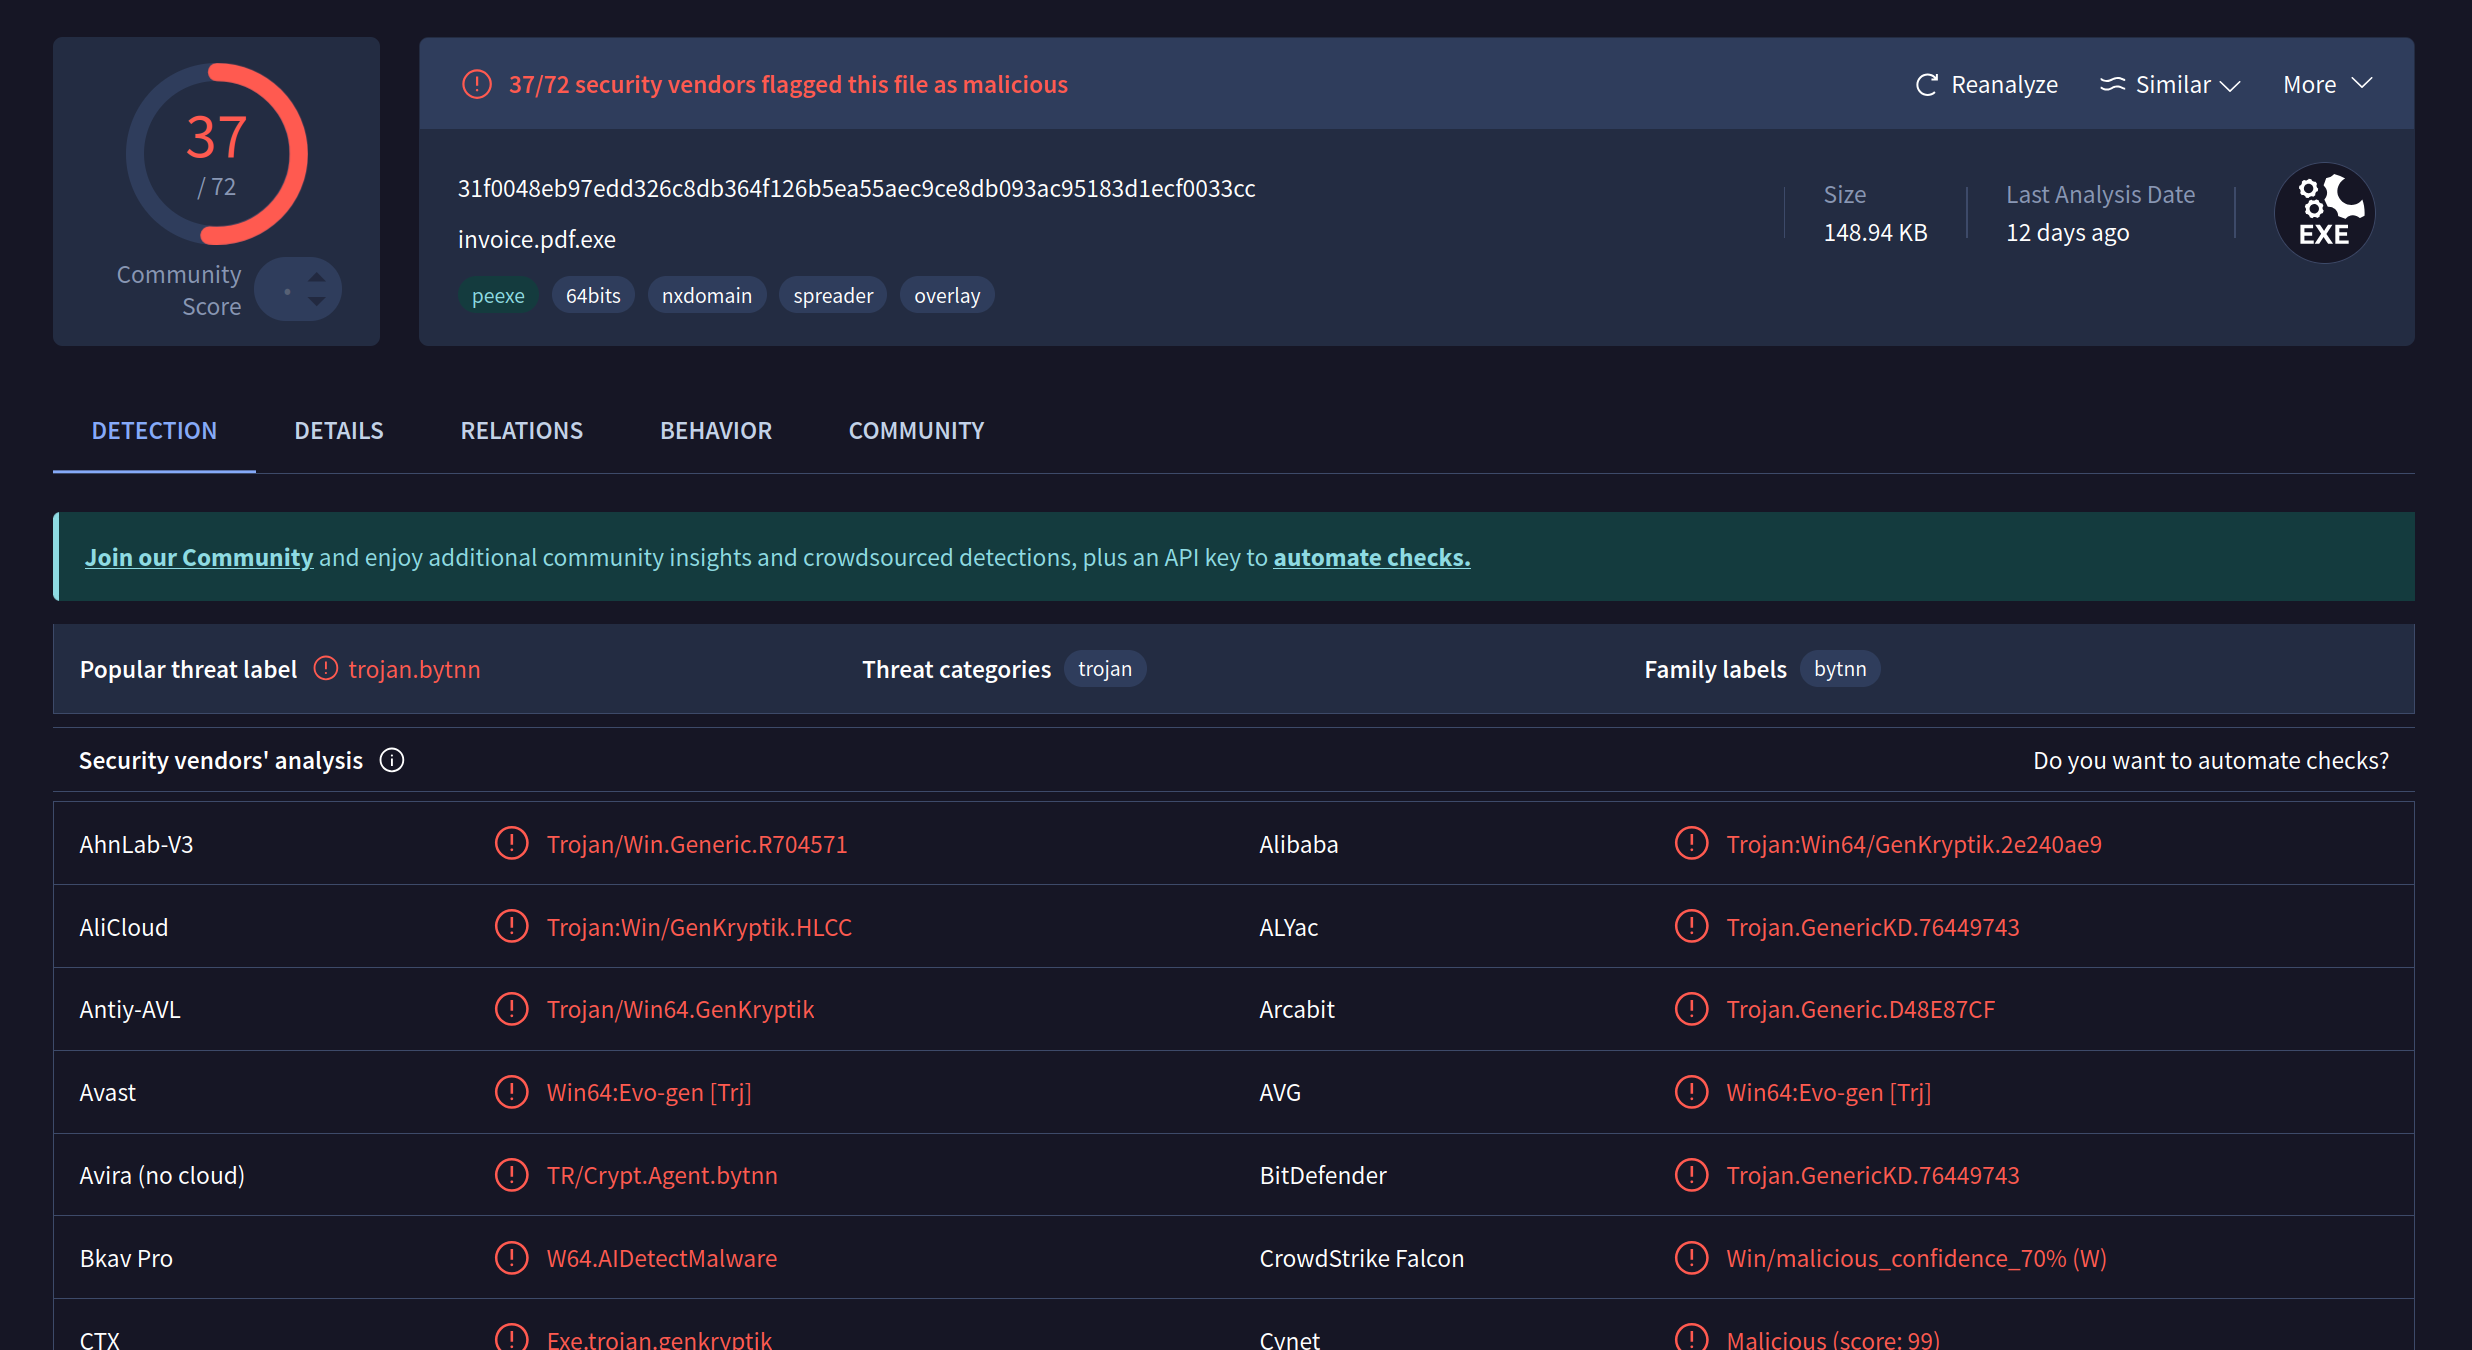 37
/ 72
Community
Score
37/72 security vendors flagged this file as malicious
Reanalyze
Similar
More
31f0048eb97edd326c8db364f126b5ea55aec9ce8db093ac95183d1ecf0033cc
invoice.pdf.exe
peexe 64bits nxdomain spreader overlay
Size
148.94 KB
Last Analysis Date
12 days ago
EXE
DETECTION DETAILS RELATIONS BEHAVIOR COMMUNITY
Join our Community and enjoy additional community insights and crowdsourced detections, plus an API key to automate checks.
Popular threat label trojan.bytnn Threat categories trojan Family labels bytnn
Security vendors' analysis Do you want to automate checks?
AhnLab-V3 Trojan/Win.Generic.R704571 Alibaba Trojan:Win64/GenKryptik.2e240ae9
AliCloud Trojan:Win/GenKryptik.HLCC ALYac Trojan.GenericKD.76449743
Antiy-AVL Trojan/Win64.GenKryptik Arcabit Trojan.Generic.D48E87CF
Avast Win64:Evo-gen [Trj] AVG Win64:Evo-gen [Trj]
Avira (no cloud) TR/Crypt.Agent.bytnn BitDefender Trojan.GenericKD.76449743
Bkav Pro W64.AIDetectMalware CrowdStrike Falcon Win/malicious_confidence_70% (W)
CTX Exe.trojan.genkryptik Cynet Malicious (score: 99)